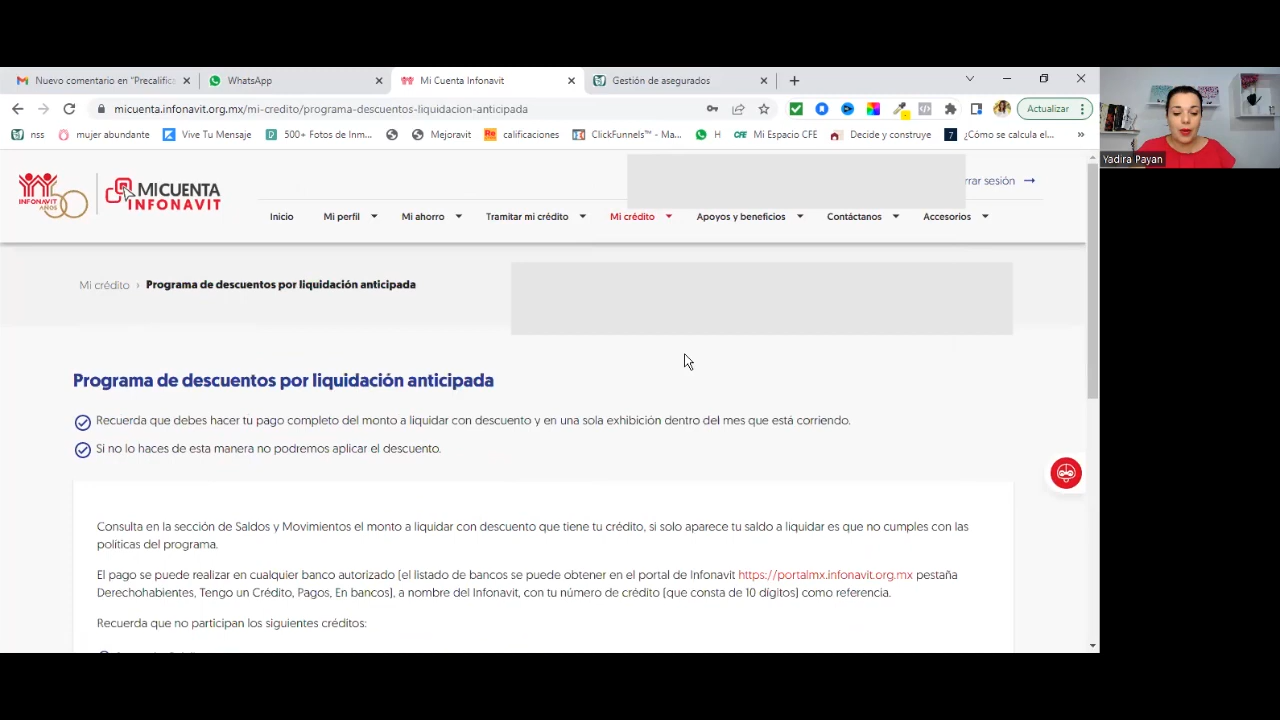 Nuevo comentario en "Precalifica
WhatsApp
Mi Cuenta Infonavit
Gestión de asegurados
micuenta.infonavit.org.mx/mi-credito/programa-descuentos-liquidacion-anticipada
Actualizar
nss
mujer abundante
Vive Tu Mensaje
500+ Fotos de Inm...
Mejoravit
calificaciones
ClickFunnels™ - Ma...
H
CFE Mi Espacio CFE
Decide y construye
7 ¿Cómo se calcula el...
»
Yadira Payan
INFONAVIT
50 AÑOS
MI CUENTA
INFONAVIT
rrar sesión →
Inicio
Mi perfil
Mi ahorro
Tramitar mi crédito
Mi crédito
Apoyos y beneficios
Contáctanos
Accesorios
Mi crédito › Programa de descuentos por liquidación anticipada
Programa de descuentos por liquidación anticipada
Recuerda que debes hacer tu pago completo del monto a liquidar con descuento y en una sola exhibición dentro del mes que está corriendo.
Si no lo haces de esta manera no podremos aplicar el descuento.
Consulta en la sección de Saldos y Movimientos el monto a liquidar con descuento que tiene tu crédito, si solo aparece tu saldo a liquidar es que no cumples con las
políticas del programa.
El pago se puede realizar en cualquier banco autorizado (el listado de bancos se puede obtener en el portal de Infonavit https://portalmx.infonavit.org.mx pestaña
Derechohabientes, Tengo un Crédito, Pagos, En bancos), a nombre del Infonavit, con tu número de crédito (que consta de 10 dígitos) como referencia.
Recuerda que no participan los siguientes créditos: